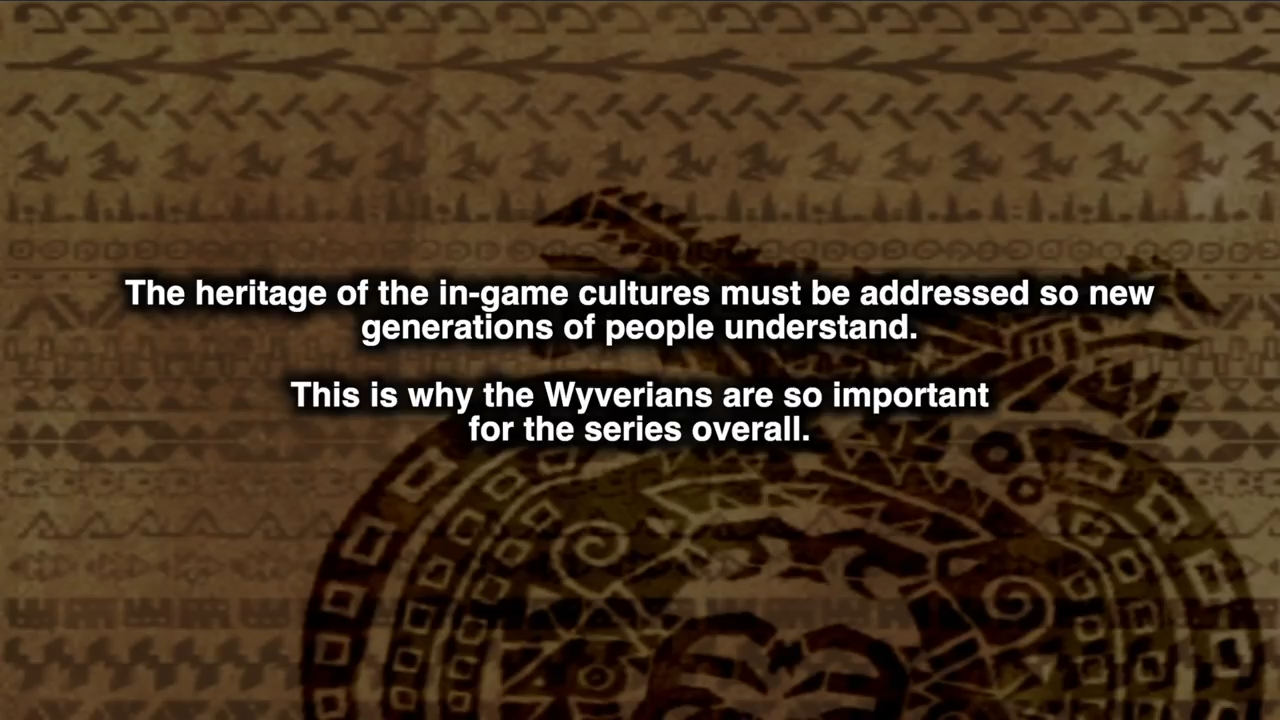 The heritage of the in-game cultures must be addressed so new
generations of people understand.
This is why the Wyverians are so important
for the series overall.